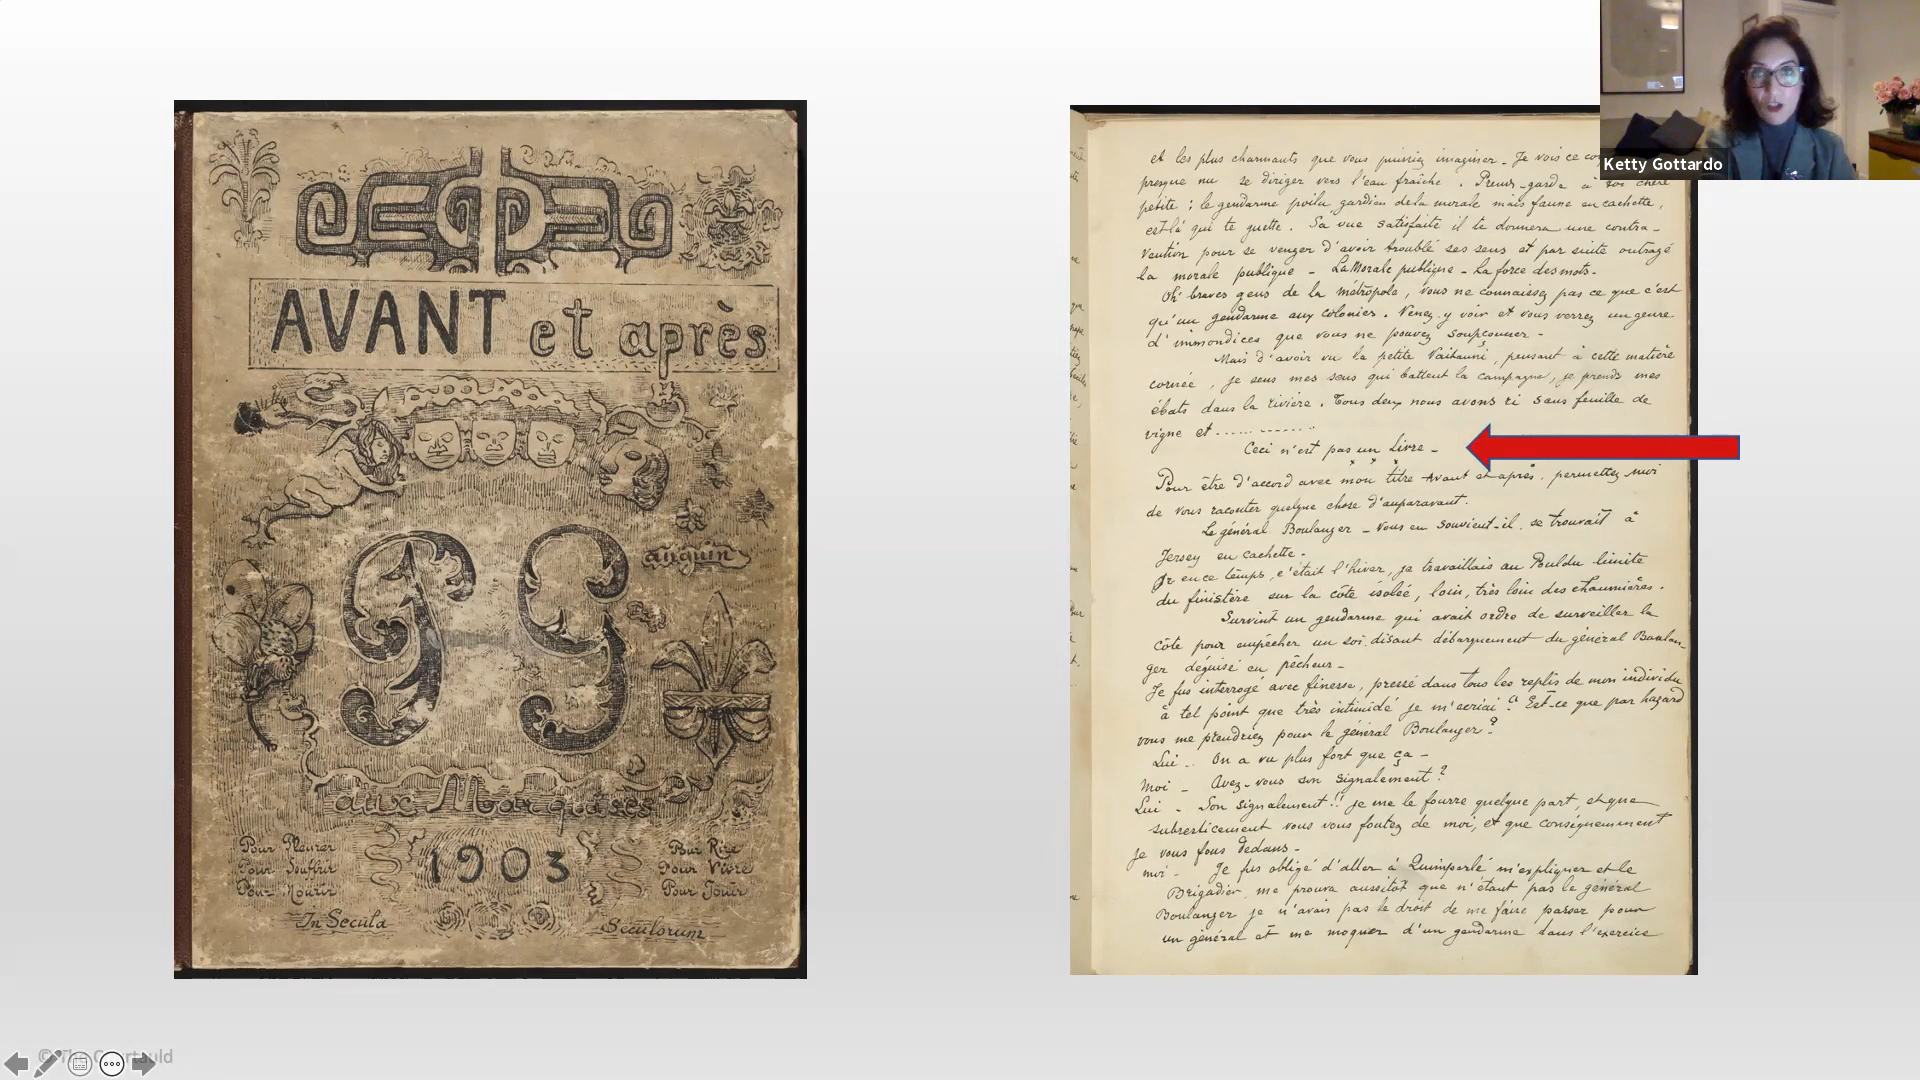 AVANT et après
PG
anguin
aux Marquises
Pour Pleurer
Pour Souffrir
Pour Mourir
1903
Pour Rire
Pour Vivre
Pour Jouir
In Secula
Seculorum
et les plus charmants que vous puissiez imaginer _ Je vois ce
presque nu se diriger vers l'eau fraîche. Prends-garde à toi chère
petite ; le gendarme poilu gardien de la morale mais faune en cachette,
est là qui te guette. Sa vue satisfaite il te donnera une contra_
vention pour se venger d'avoir troublé ses sens et par suite outragé
la morale publique _ La Morale publique _ La force des mots.
Oh! braves gens de la métropole, vous ne connaissez pas ce que c'est
qu'un gendarme aux colonies. Venez y voir et vous verrez un genre
d'immondices que vous ne pouvez soupçonner _
Mais d'avoir vu la petite Vaitauni, pensant à cette matière
cornée, je sens mes sens qui battent la campagne, je prends mes
ébats dans la rivière. Tous deux nous avons ri sans feuille de
vigne et .............
Ceci n'est pas un Livre _
x x x
Pour être d'accord avec mon titre Avant et après, permettez moi
de vous raconter quelque chose d'auparavant.
Le général Boulanger _ vous en souvient-il. se trouvait à
Jersey en cachette.
Or en ce temps, c'était l'hiver, je travaillais au Pouldu limite
du finistère sur la côte isolée, loin, très loin des chaumières.
Survint un gendarme qui avait ordre de surveiller la
côte pour empêcher un soi disant débarquement du général Boulan_
ger déguisé en pêcheur _
Je fus interrogé avec finesse, pressé dans tous les replis de mon individu
à tel point que très intimidé je m'écriai : " Est-ce que par hazard
vous me prendriez pour le général Boulanger?
Lui _ On a vu plus fort que ça _
Moi _ Avez-vous son signalement?
Lui _ Son signalement!! je me le fourre quelque part, et que
subresticement vous vous foutez de moi, et que conséquemment
je vous fous dedans _
moi _ Je fus obligé d'aller à Quimperlé m'expliquer et le
Brigadier me prouva aussitôt que n'étant pas le général
Boulanger je n'avais pas le droit de me faire passer pour
un général et me moquer d'un gendarme dans l'exercice
Ketty Gottardo
© The Courtauld